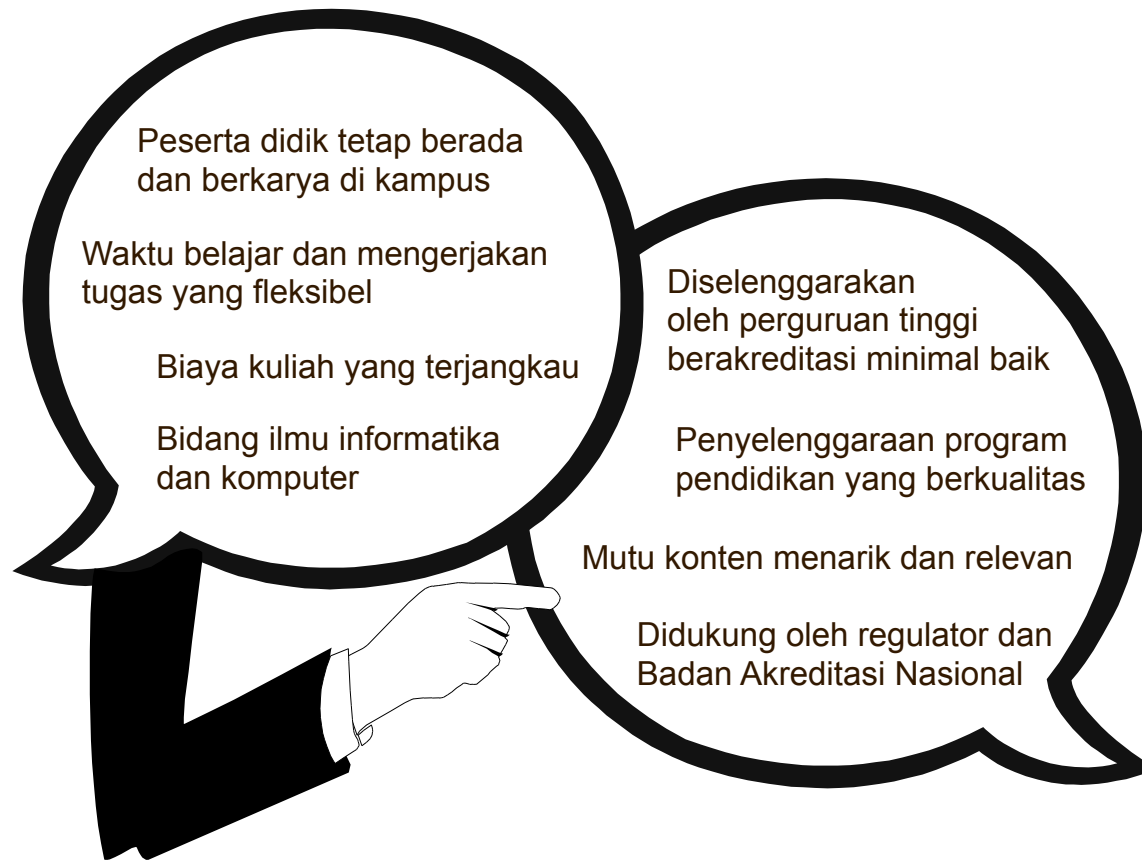 Peserta didik tetap berada
dan berkarya di kampus
Waktu belajar dan mengerjakan
tugas yang fleksibel
Biaya kuliah yang terjangkau
Bidang ilmu informatika
dan komputer
Diselenggarakan
oleh perguruan tinggi
berakreditasi minimal baik
Penyelenggaraan program
pendidikan yang berkualitas
Mutu konten menarik dan relevan
Didukung oleh regulator dan
Badan Akreditasi Nasional